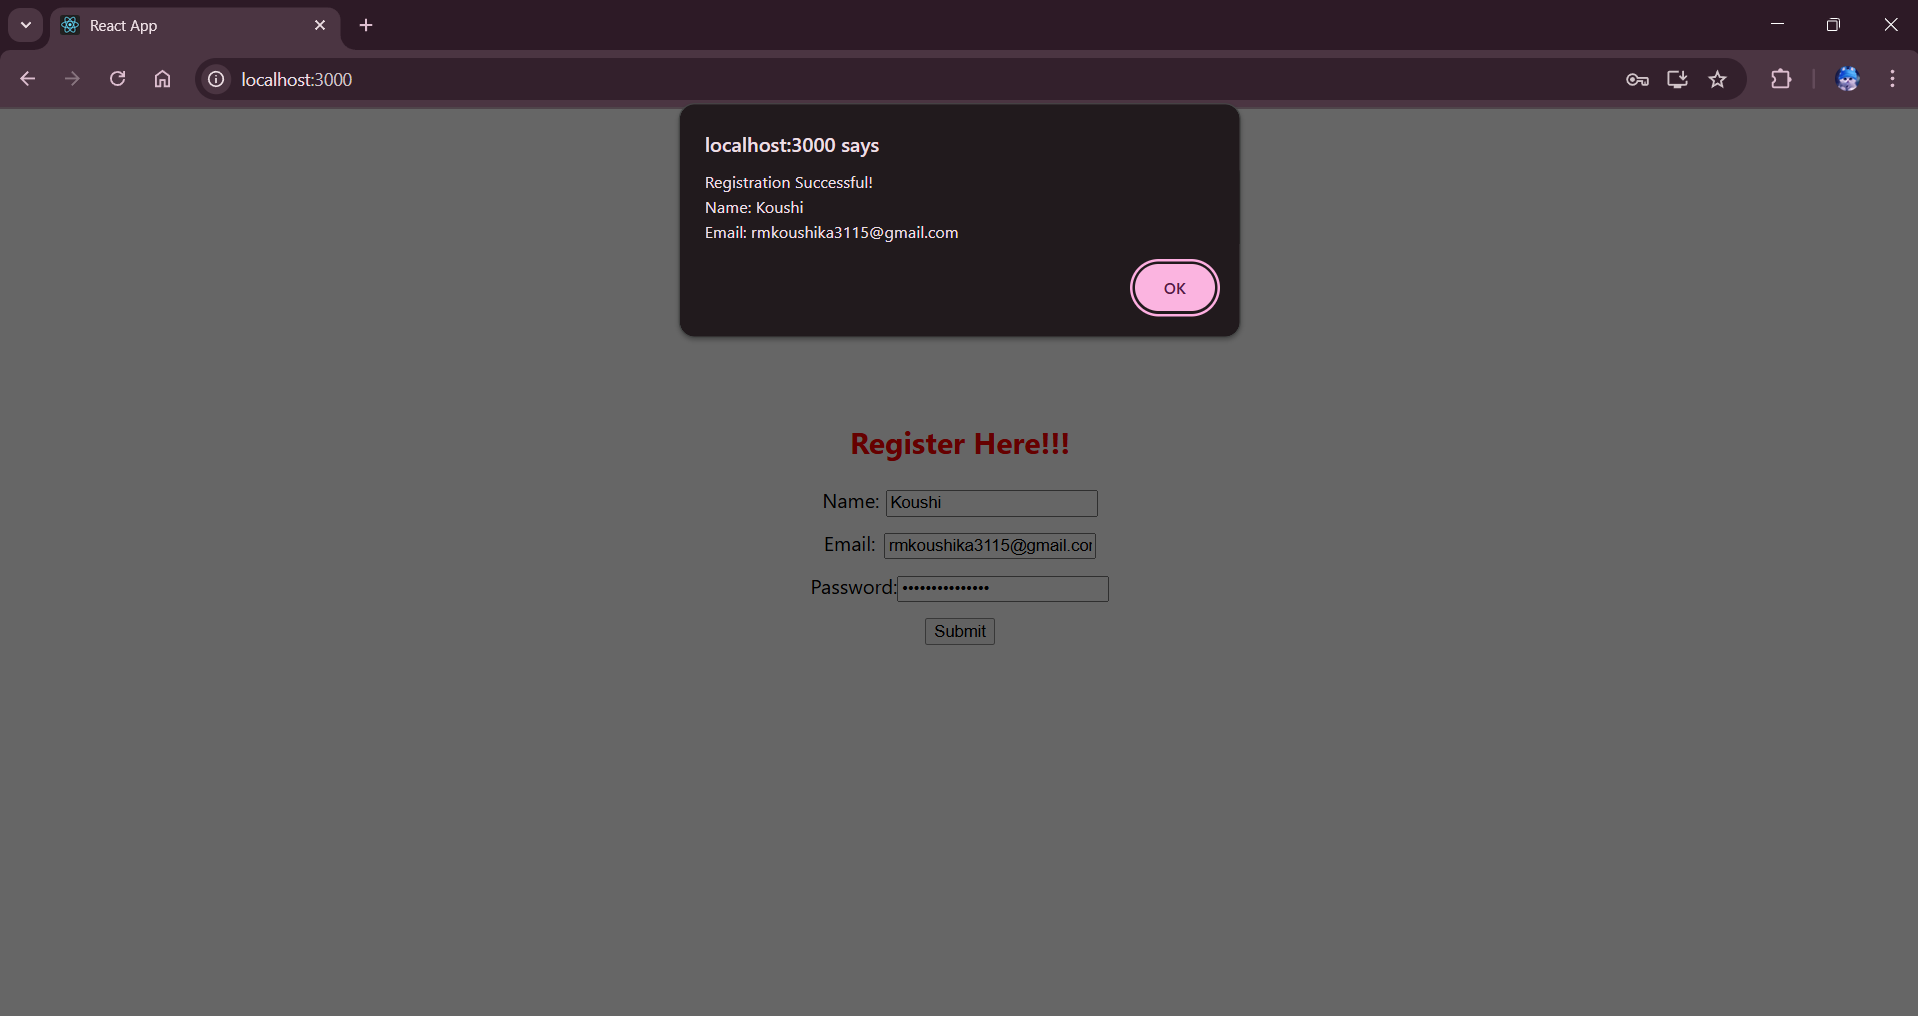 React App
localhost:3000
localhost:3000 says
Registration Successful!
Name: Koushi
Email: rmkoushika3115@gmail.com
OK
Register Here!!!
Name: Koushi
Email: rmkoushika3115@gmail.cor
Password: •••••••••••••••
Submit